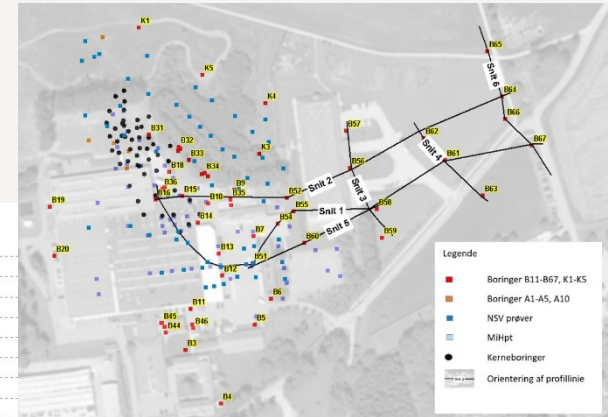 K1
B65
K5
Snit 6
B64
K4
B66
B57
B62
B31
B67
B32
K3
B61
B33
Snit 4
B56
B18
B34
B36
B9
Snit 2
B63
B16
B15
B35
B52
Snit 3
B19
B10
B55
Snit 1
B58
B14
B54
B7
Snit 5
B59
B60
B20
B13
B51
B12
B6
B11
B45
B44
B46
B5
B3
B4
Legende
Boringer B11-B67, K1-K5
Boringer A1-A5, A10
NSV prøver
MiHpt
Kerneboringer
Orientering af profillinie